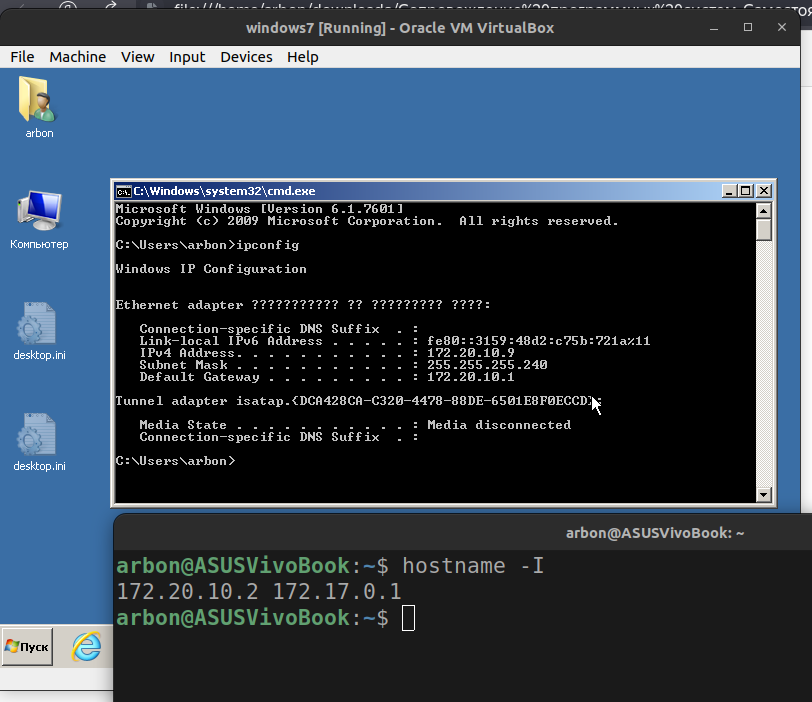 windows7 [Running] - Oracle VM VirtualBox
File Machine View Input Devices Help
arbon
Компьютер
desktop.ini
desktop.ini
C:\Windows\system32\cmd.exe
Microsoft Windows [Version 6.1.7601]
Copyright (c) 2009 Microsoft Corporation.  All rights reserved.
C:\Users\arbon>ipconfig
Windows IP Configuration
Ethernet adapter ??????????? ?? ????????? ????:
Connection-specific DNS Suffix  . :
Link-local IPv6 Address . . . . . : fe80::3159:48d2:c75b:721ax11
IPv4 Address. . . . . . . . . . . : 172.20.10.9
Subnet Mask . . . . . . . . . . . : 255.255.255.240
Default Gateway . . . . . . . . . : 172.20.10.1
Tunnel adapter isatap.{DCA428CA-C320-4478-88DE-6501E8F0ECCD}:
Media State . . . . . . . . . . . : Media disconnected
Connection-specific DNS Suffix  . :
C:\Users\arbon>
Пуск
arbon@ASUSVivoBook: ~
arbon@ASUSVivoBook:~$ hostname -I
172.20.10.2 172.17.0.1
arbon@ASUSVivoBook:~$